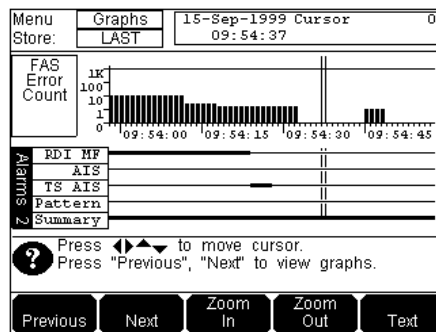 Menu Graphs 15-Sep-1999 Cursor 0
Store: LAST 09:54:37
FAS Error Count
1K
100
10
1
0
09:54:00 09:54:15 09:54:30 09:54:45
Alarms 2
RDI MF
AIS
TS AIS
Pattern
Summary
? Press to move cursor.
Press "Previous", "Next" to view graphs.
Previous Next Zoom In Zoom Out Text